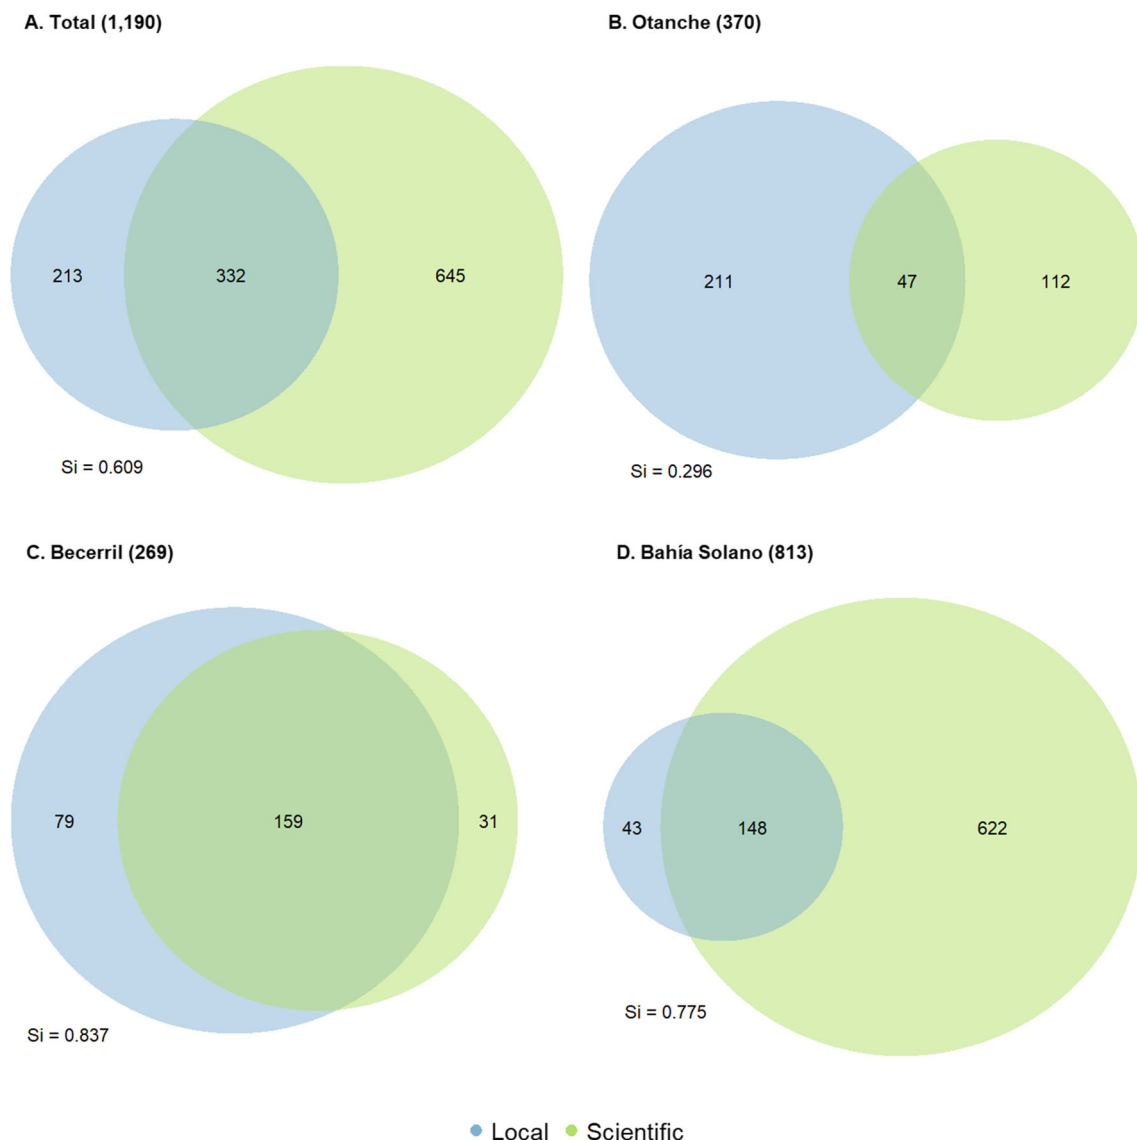 A. Total (1,190)
213
332
645
Si = 0.609
B. Otanche (370)
211
47
112
Si = 0.296
C. Becerril (269)
79
159
31
Si = 0.837
D. Bahía Solano (813)
43
148
622
Si = 0.775
Local Scientific